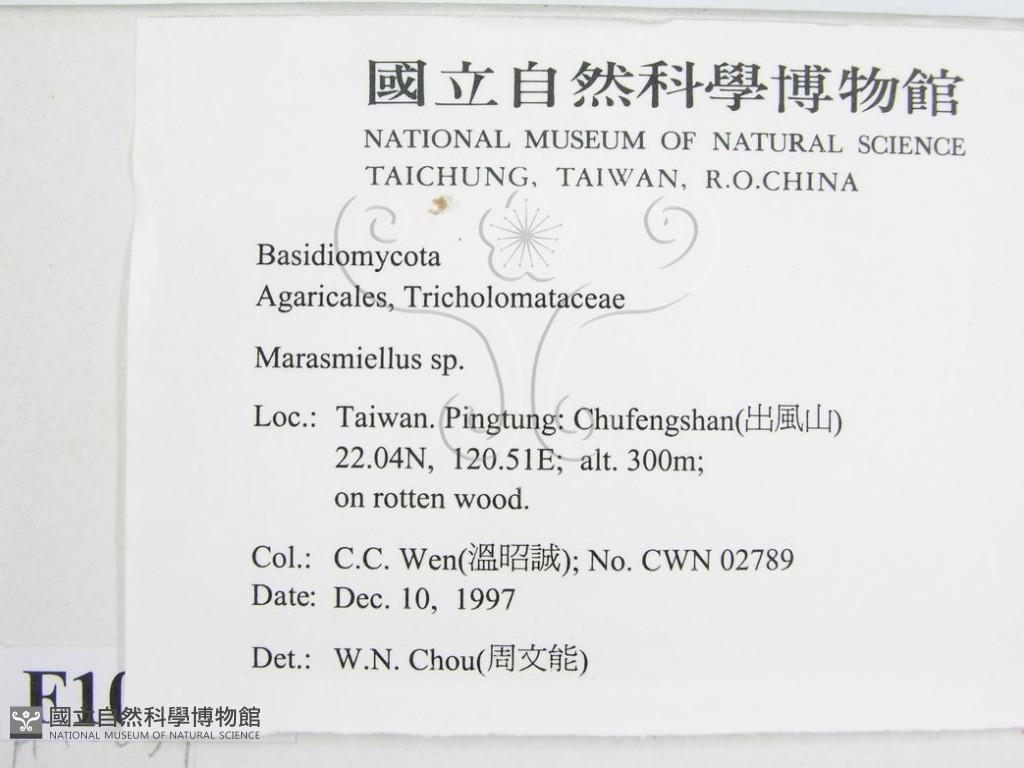 國立自然科學博物館
NATIONAL MUSEUM OF NATURAL SCIENCE
TAICHUNG, TAIWAN, R.O.CHINA
Basidiomycota
Agaricales, Tricholomataceae
Marasmiellus sp.
Loc.: Taiwan. Pingtung: Chufengshan(出風山)
22.04N, 120.51E; alt. 300m;
on rotten wood.
Col.: C.C. Wen(溫昭誠); No. CWN 02789
Date: Dec. 10, 1997
Det.: W.N. Chou(周文能)
國立自然科學博物館
NATIONAL MUSEUM OF NATURAL SCIENCE